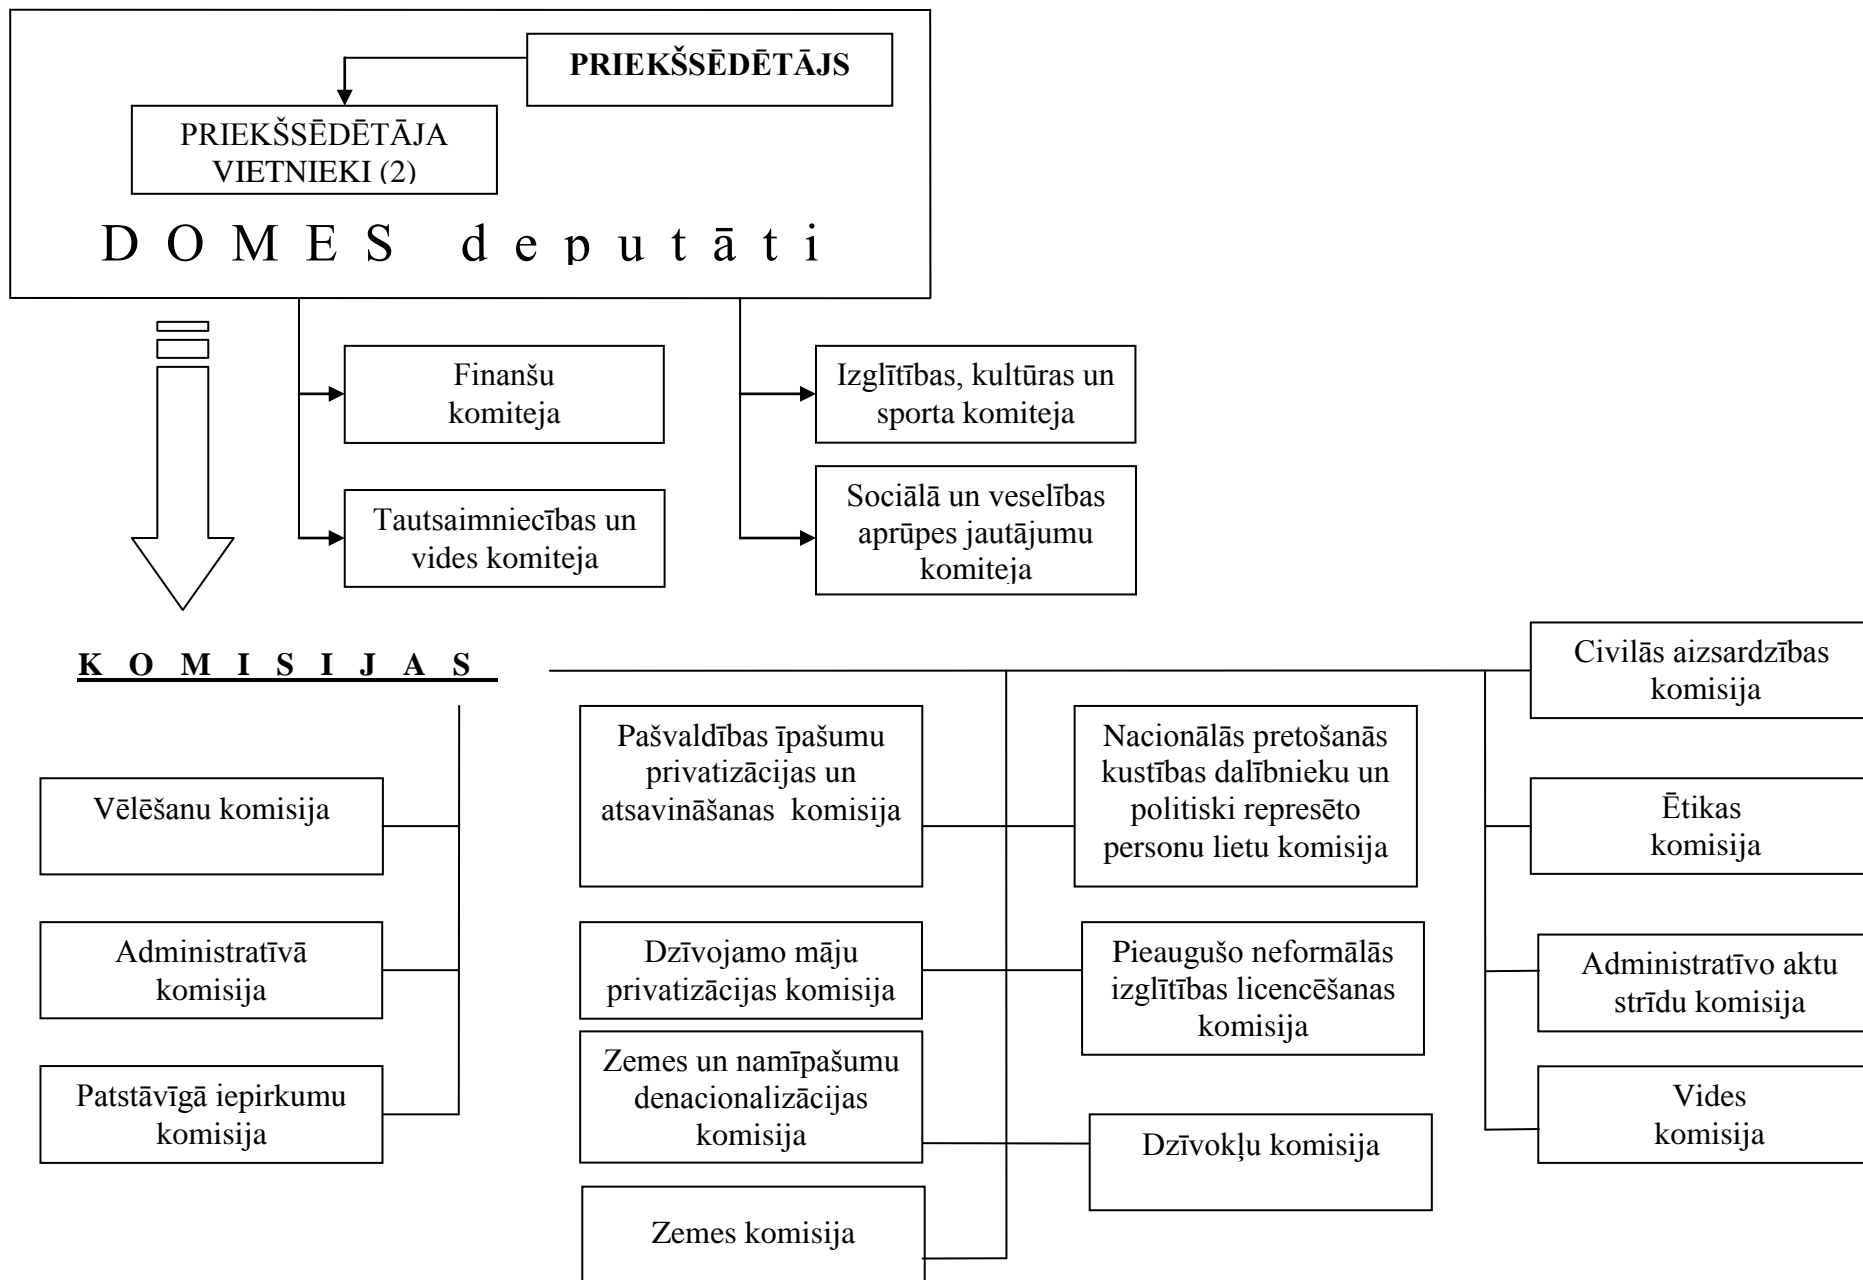 PRIEKŠSĒDĒTĀJS
PRIEKŠSĒDĒTĀJA
VIETNIEKI (2)
D O M E S d e p u t ā t i
Finanšu
komiteja
Izglītības, kultūras un
sporta komiteja
Tautsaimniecības un
vides komiteja
Sociālā un veselības
aprūpes jautājumu
komiteja
K O M I S I J A S
Vēlēšanu komisija
Administratīvā
komisija
Patstāvīgā iepirkumu
komisija
Pašvaldības īpašumu
privatizācijas un
atsavināšanas komisija
Dzīvojamo māju
privatizācijas komisija
Zemes un namīpašumu
denacionalizācijas
komisija
Zemes komisija
Nacionālās pretošanās
kustības dalībnieku un
politiski represēto
personu lietu komisija
Pieaugušo neformālās
izglītības licencēšanas
komisija
Dzīvokļu komisija
Civilās aizsardzības
komisija
Ētikas
komisija
Administratīvo aktu
strīdu komisija
Vides
komisija